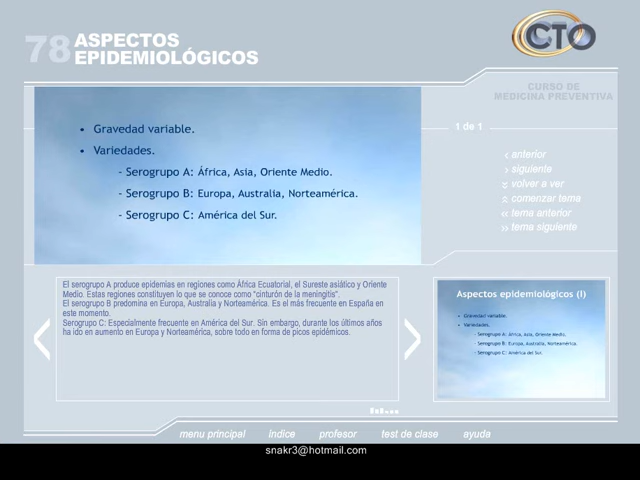 78 ASPECTOS
EPIDEMIOLÓGICOS
CTO
CURSO DE
MEDICINA PREVENTIVA
1 de 1
• Gravedad variable.
• Variedades.
- Serogrupo A: África, Asia, Oriente Medio.
- Serogrupo B: Europa, Australia, Norteamérica.
- Serogrupo C: América del Sur.
‹ anterior
› siguiente
volver a ver
comenzar tema
« tema anterior
» tema siguiente
El serogrupo A produce epidemias en regiones como África Ecuatorial, el Sureste asiático y Oriente
Medio. Estas regiones constituyen lo que se conoce como "cinturón de la meningitis".
El serogrupo B predomina en Europa, Australia y Norteamérica. Es el más frecuente en España en
este momento.
Serogrupo C: Especialmente frecuente en América del Sur. Sin embargo, durante los últimos años
ha ido en aumento en Europa y Norteamérica, sobre todo en forma de picos epidémicos.
Aspectos epidemiológicos (I)
• Gravedad variable.
• Variedades.
- Serogrupo A: África, Asia, Oriente Medio.
- Serogrupo B: Europa, Australia, Norteamérica.
- Serogrupo C: América del Sur.
menu principal indice profesor test de clase ayuda
snakr3@hotmail.com